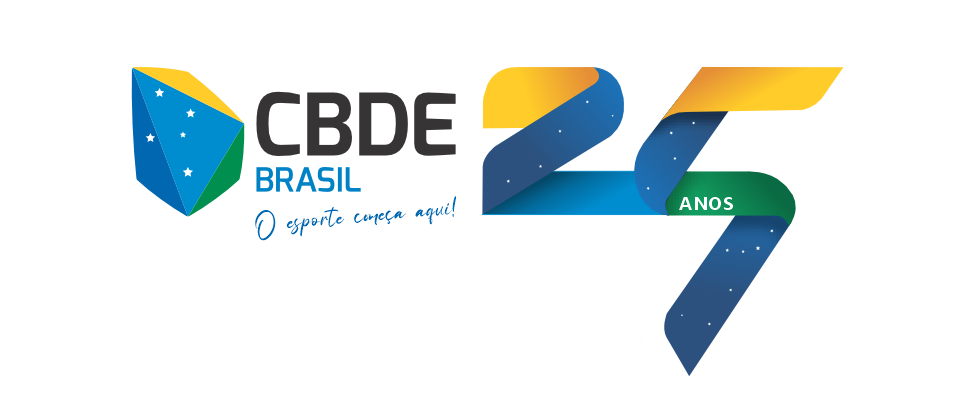 CBDE
BRASIL
O esporte começa aqui!
25
ANOS